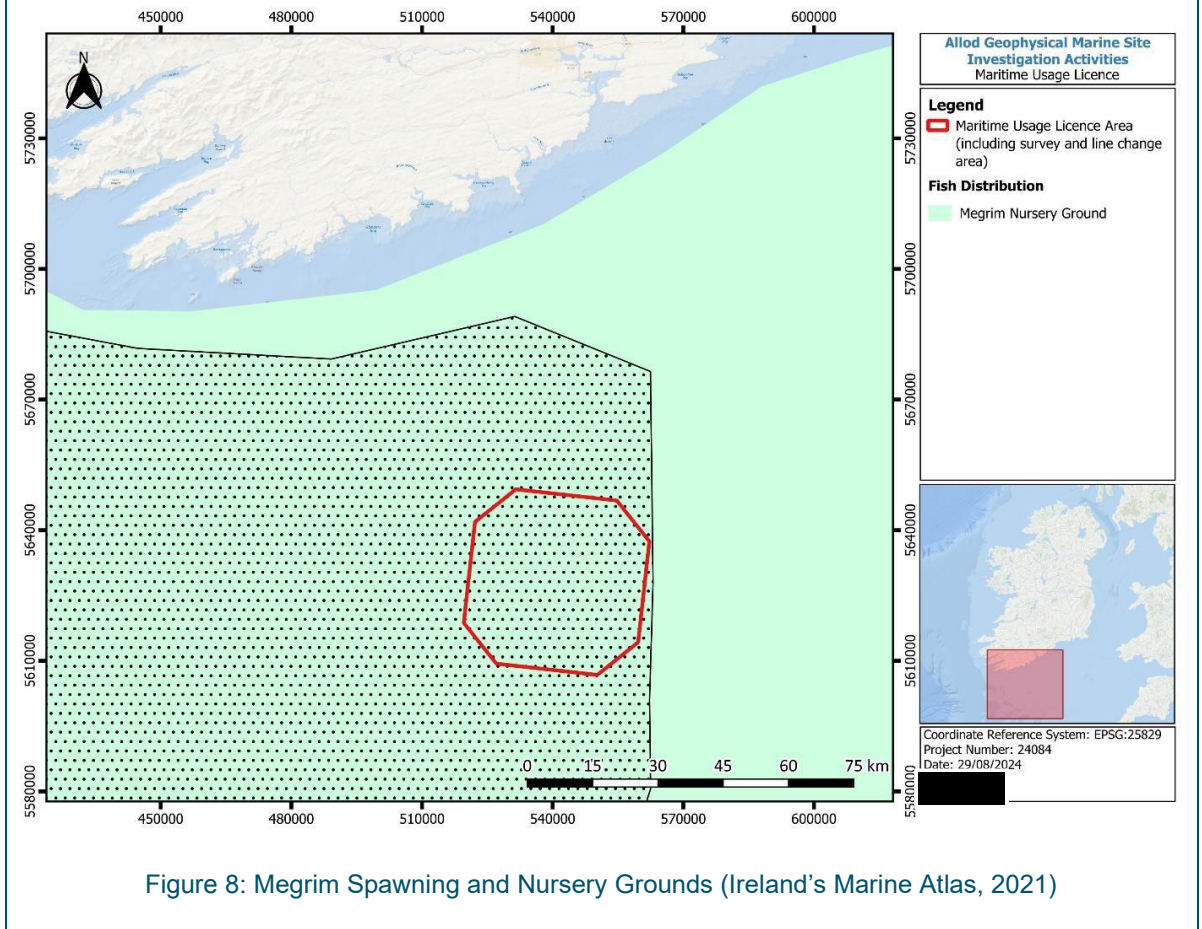 450000 480000 510000 540000 570000 600000
N
5730000 5730000
5700000 5700000
5670000 5670000
5640000 5640000
5610000 5610000
5580000 5580000
0 15 30 45 60 75 km
450000 480000 510000 540000 570000 600000
Allod Geophysical Marine Site
Investigation Activities
Maritime Usage Licence
Legend
Maritime Usage Licence Area
(including survey and line change
area)
Fish Distribution
Megrim Nursery Ground
Coordinate Reference System: EPSG:25829
Project Number: 24084
Date: 29/08/2024
Figure 8: Megrim Spawning and Nursery Grounds (Ireland's Marine Atlas, 2021)